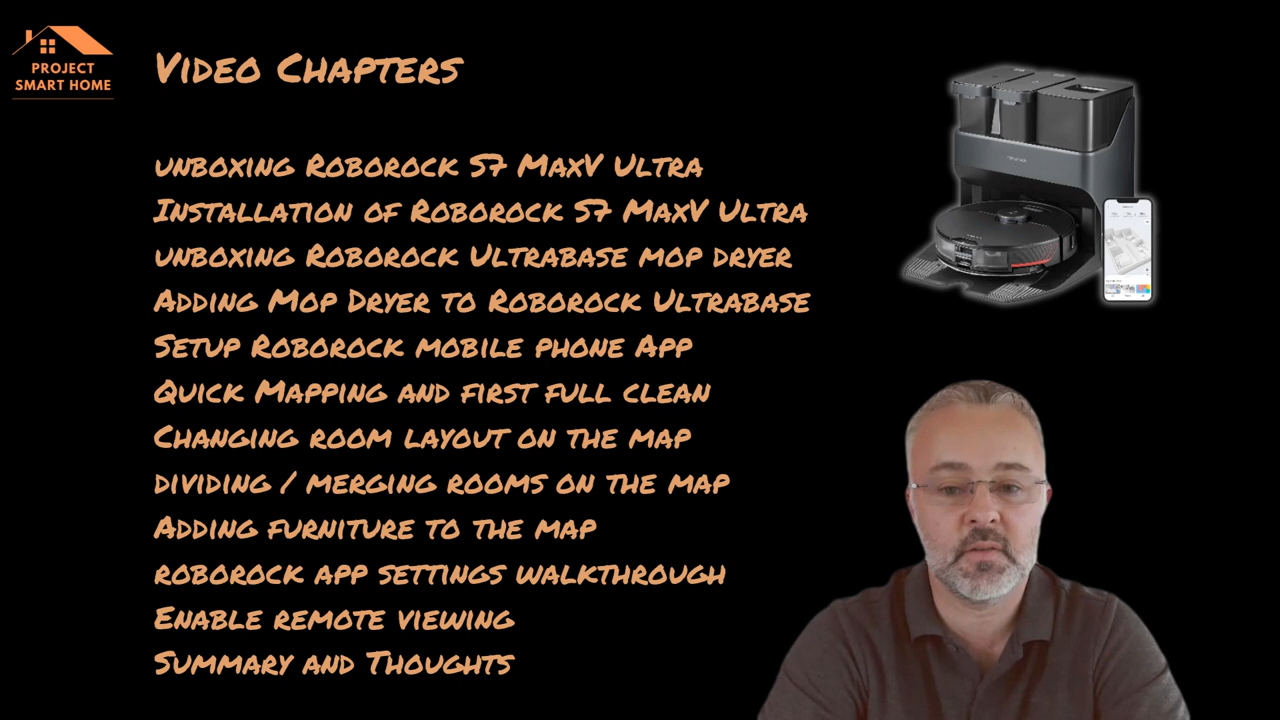 PROJECT
SMART HOME
Video Chapters
unboxing Roborock S7 MaxV Ultra
Installation of Roborock S7 MaxV Ultra
unboxing Roborock Ultrabase mop dryer
Adding Mop Dryer to Roborock Ultrabase
Setup Roborock mobile phone App
Quick Mapping and first full clean
Changing room layout on the map
dividing / merging rooms on the map
Adding furniture to the map
roborock app settings walkthrough
Enable remote viewing
Summary and Thoughts